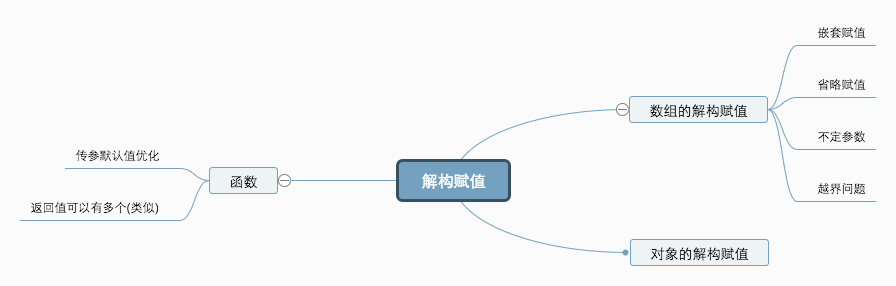 解构赋值
数组的解构赋值
嵌套赋值
省略赋值
不定参数
越界问题
对象的解构赋值
函数
传参默认值优化
返回值可以有多个(类似)